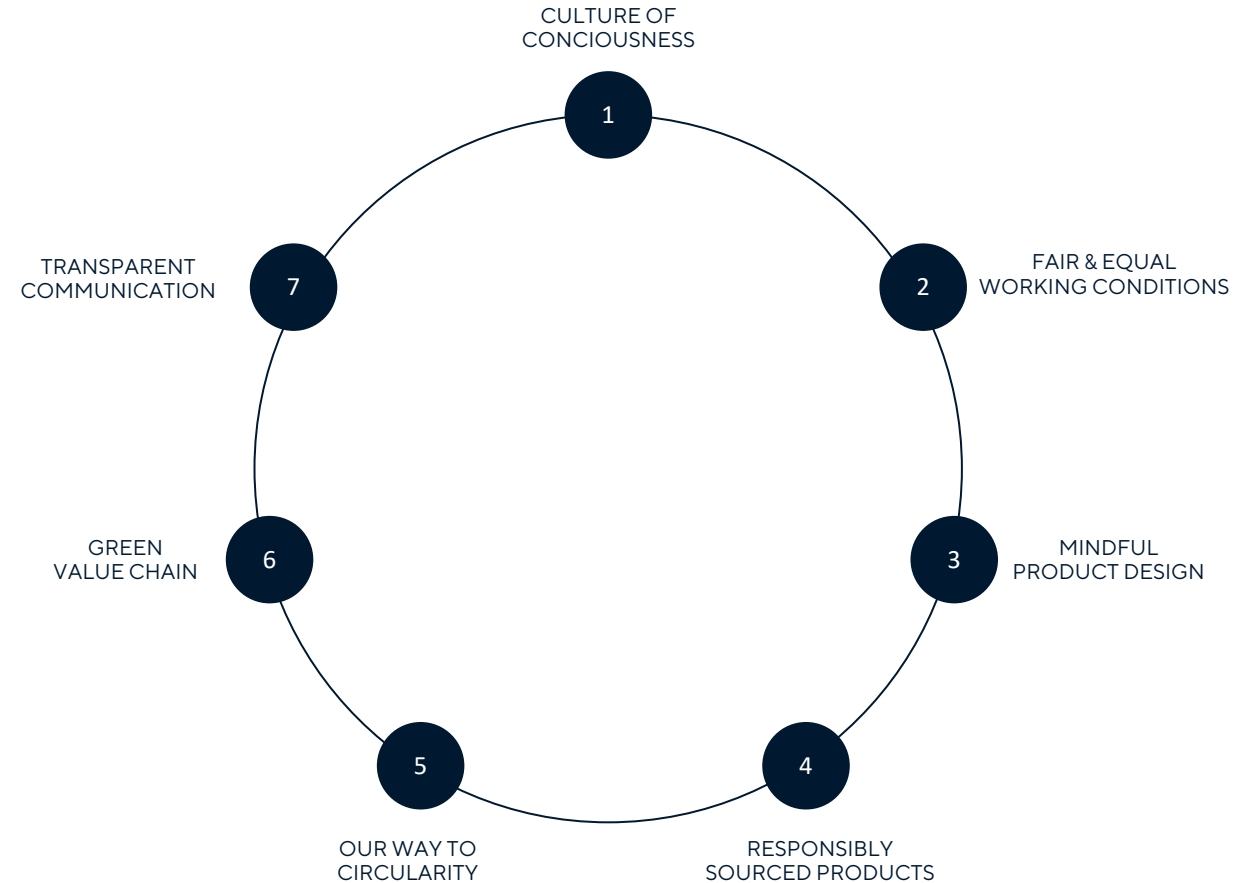 CULTURE OF
CONCIOUSNESS
1
FAIR & EQUAL
WORKING CONDITIONS
2
MINDFUL
PRODUCT DESIGN
3
RESPONSIBLY
SOURCED PRODUCTS
4
OUR WAY TO
CIRCULARITY
5
GREEN
VALUE CHAIN
6
TRANSPARENT
COMMUNICATION
7